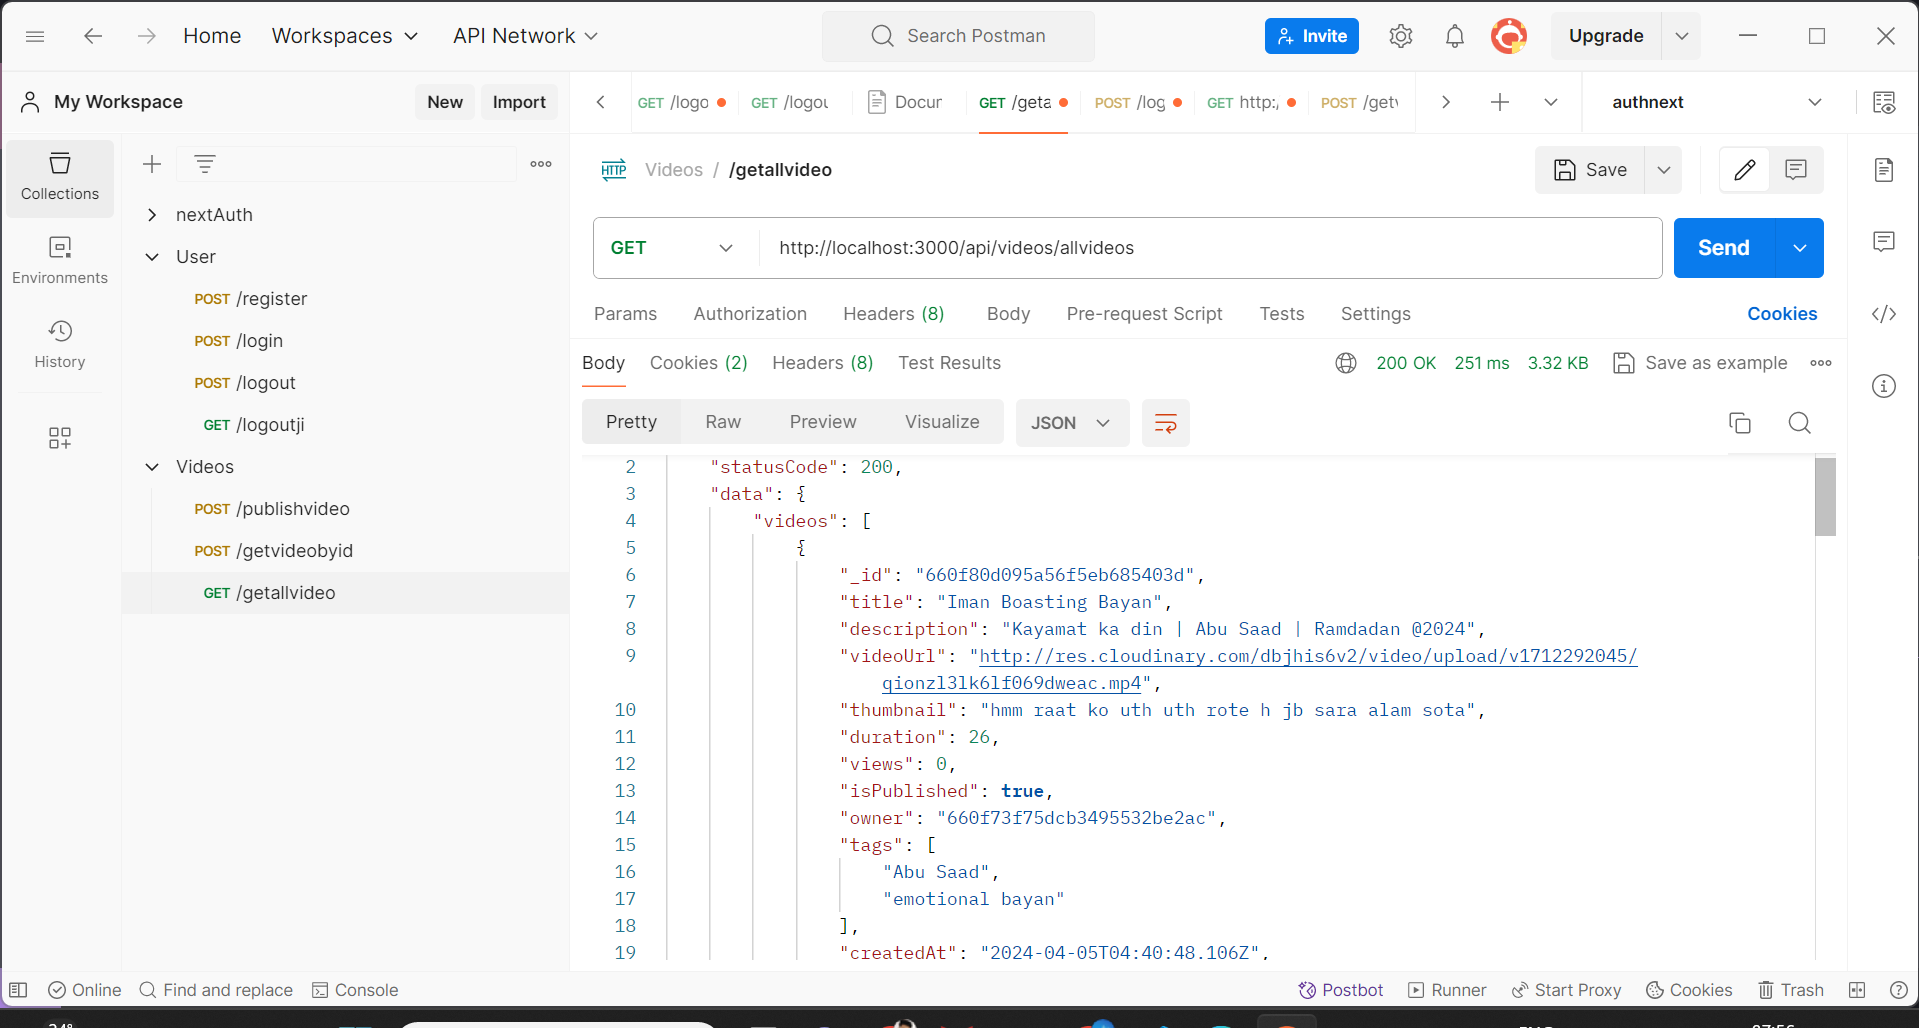 Home Workspaces API Network Search Postman Invite Upgrade
My Workspace New Import GET /logo GET /logou Docur GET /geta POST /log GET http:/ POST /getv authnext
Collections
Environments
History
nextAuth
User
POST /register
POST /login
POST /logout
GET /logoutji
Videos
POST /publishvideo
POST /getvideobyid
GET /getallvideo
HTTP Videos / /getallvideo Save
GET http://localhost:3000/api/videos/allvideos Send
Params Authorization Headers (8) Body Pre-request Script Tests Settings Cookies
Body Cookies (2) Headers (8) Test Results 200 OK 251 ms 3.32 KB Save as example
Pretty Raw Preview Visualize JSON
2 "statusCode": 200,
3 "data": {
4 "videos": [
5 {
6 "_id": "660f80d095a56f5eb685403d",
7 "title": "Iman Boasting Bayan",
8 "description": "Kayamat ka din | Abu Saad | Ramdadan @2024",
9 "videoUrl": "http://res.cloudinary.com/dbjhis6v2/video/upload/v1712292045/
qionzl3lk6lf069dweac.mp4",
10 "thumbnail": "hmm raat ko uth uth rote h jb sara alam sota",
11 "duration": 26,
12 "views": 0,
13 "isPublished": true,
14 "owner": "660f73f75dcb3495532be2ac",
15 "tags": [
16 "Abu Saad",
17 "emotional bayan"
18 ],
19 "createdAt": "2024-04-05T04:40:48.106Z",
Online Find and replace Console Postbot Runner Start Proxy Cookies Trash